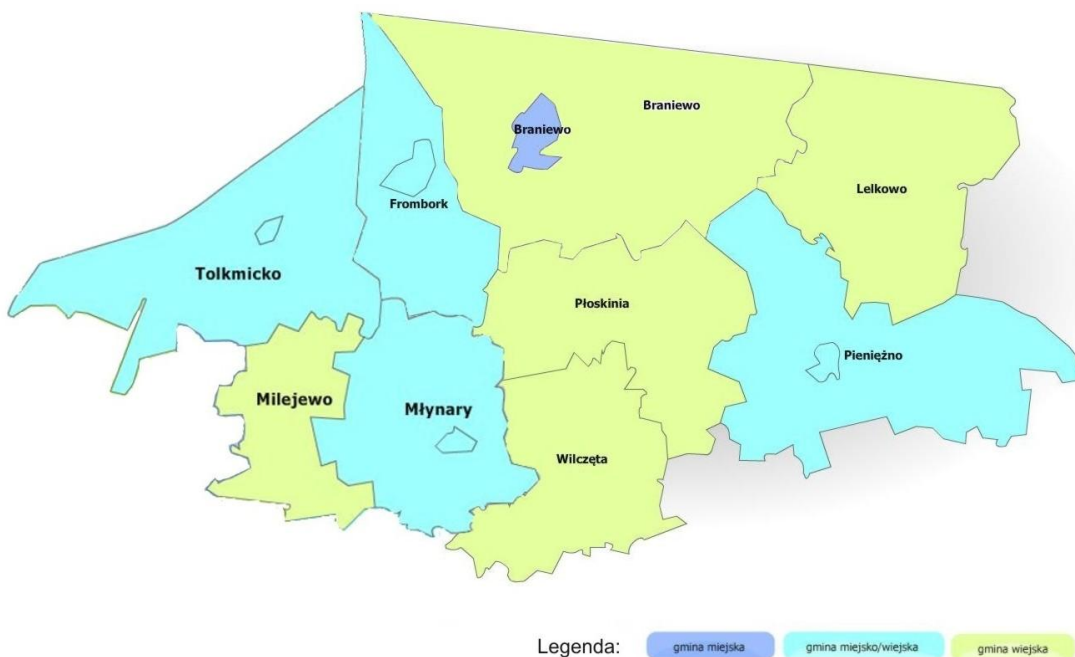 Braniewo
Braniewo
Lelkowo
Frombork
Tolkmicko
Płoskinia
Pieniężno
Milejewo
Młynary
Wilczęta
Legenda: gmina miejska gmina miejsko/wiejska gmina wiejska